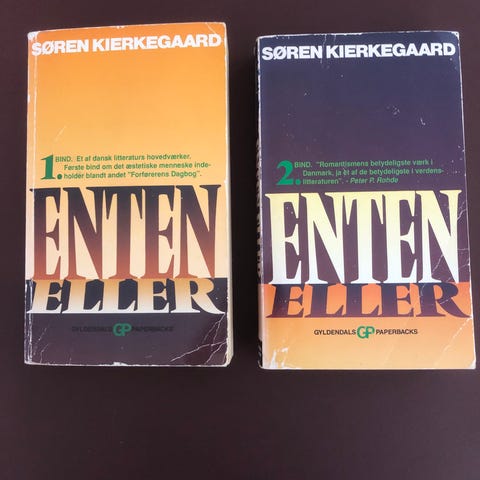 SØREN KIERKEGAARD
1. BIND. Et af dansk litteraturs hovedværker.
Første bind om det æstetiske menneske inde-
holder blandt andet "Forførerens Dagbog".
ENTEN
ELLER
GYLDENDALS GP PAPERBACKS
SØREN KIERKEGAARD
2. BIND. "Romantismens betydeligste værk i
Danmark, ja et af de betydeligste i verdens-
litteraturen". - Peter P. Rohde
ENTEN
ELLER
GYLDENDALS GP PAPERBACKS